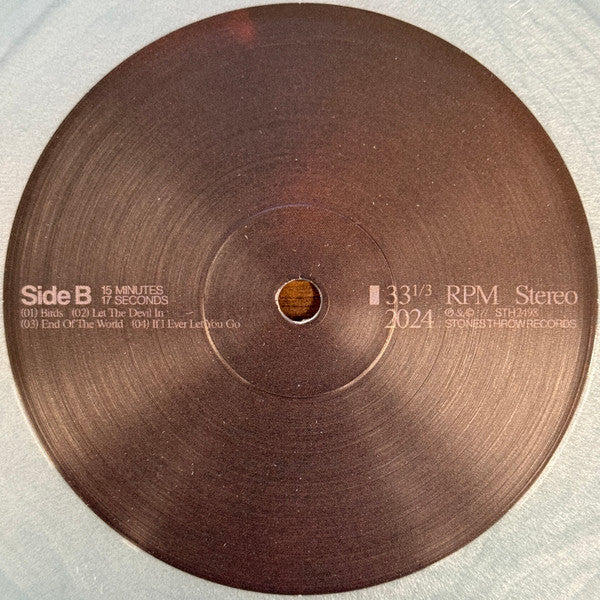 Side B 15 MINUTES
17 SECONDS
(01) Birds (02) Let The Devil In
(03) End Of The World (04) If I Ever Let You Go
33 1/3 RPM Stereo
2024 ℗ & © STH2498
STONES THROW RECORDS